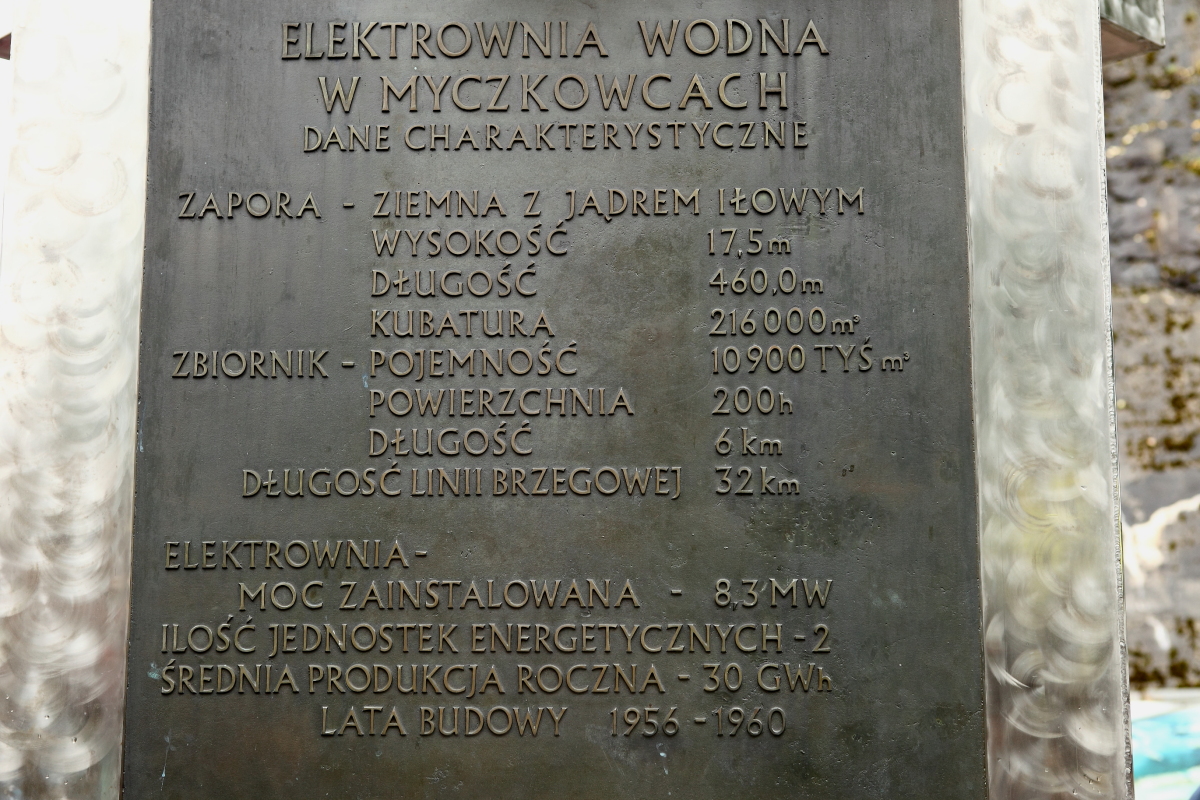 ELEKTROWNIA WODNA
W MYCZKOWCACH
DANE CHARAKTERYSTYCZNE
ZAPORA - ZIEMNA Z JĄDREM IŁOWYM
WYSOKOŚĆ 17,5m
DŁUGOŚĆ 460,0m
KUBATURA 216000m³
ZBIORNIK - POJEMNOŚĆ 10900 TYŚ m³
POWIERZCHNIA 200h
DŁUGOŚĆ 6km
DŁUGOŚĆ LINII BRZEGOWEJ 32km
ELEKTROWNIA-
MOC ZAINSTALOWANA - 8,3 MW
ILOŚĆ JEDNOSTEK ENERGETYCZNYCH - 2
ŚREDNIA PRODUKCJA ROCZNA - 30 GWh
LATA BUDOWY 1956 - 1960